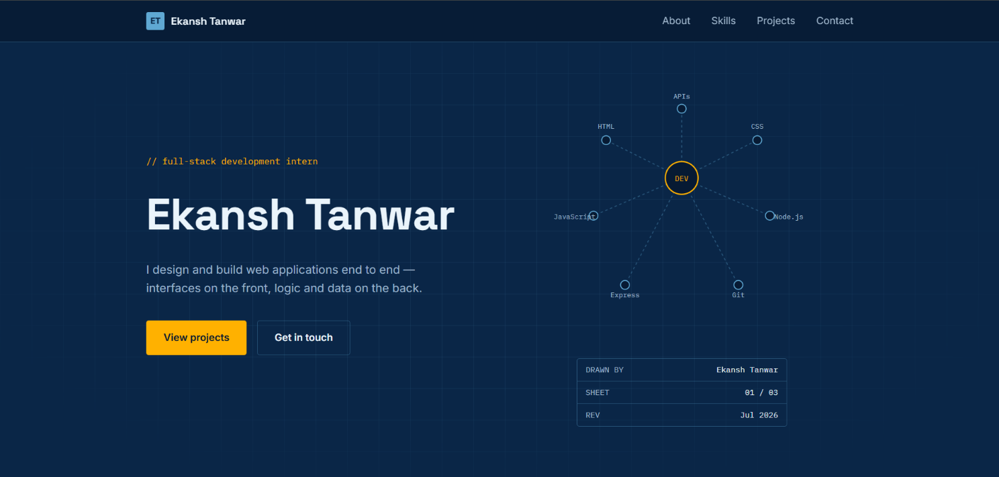 ET Ekansh Tanwar
About Skills Projects Contact
// full-stack development intern
Ekansh Tanwar
I design and build web applications end to end —
interfaces on the front, logic and data on the back.
View projects Get in touch
APIs
HTML CSS
DEV
JavaScript Node.js
Express Git
DRAWN BY Ekansh Tanwar
SHEET 01 / 03
REV Jul 2026